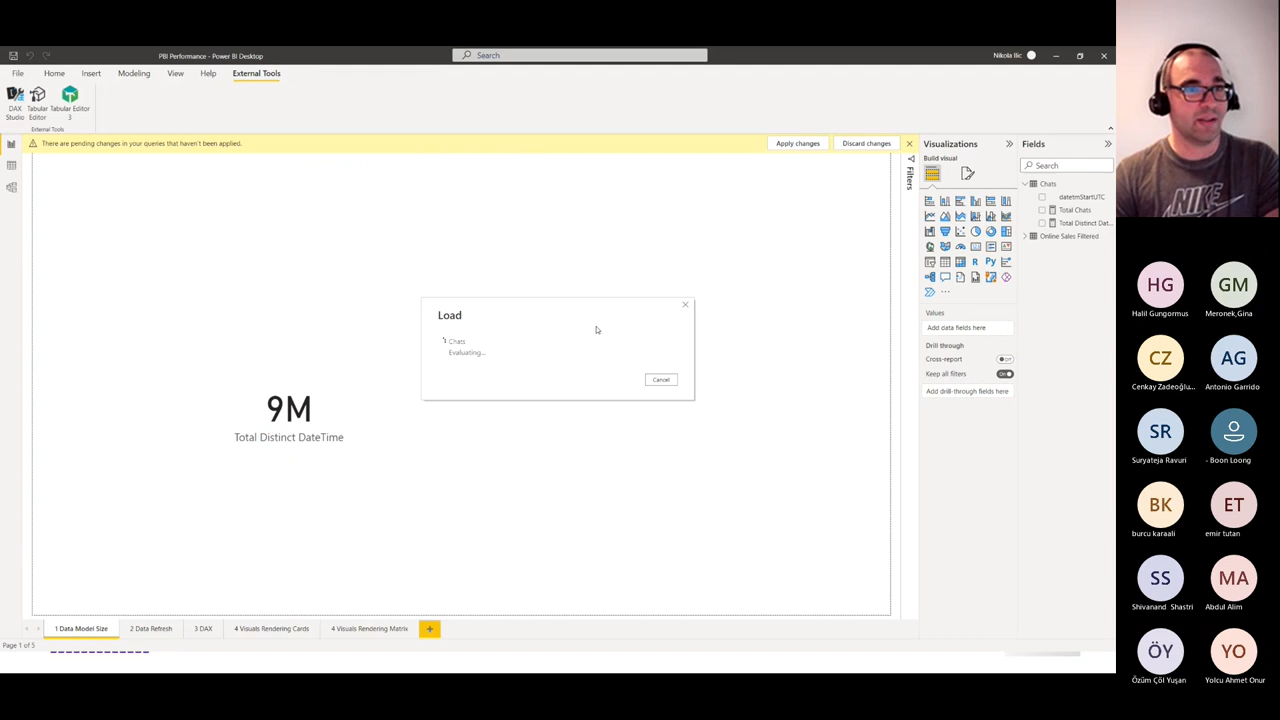 PBI Performance - Power BI Desktop
Search
Nikola Ilic
File
Home
Insert
Modeling
View
Help
External Tools
DAX
Studio
Tabular
Editor
Tabular Editor
3
External Tools
There are pending changes in your queries that haven't been applied.
Apply changes
Discard changes
Filters
Visualizations
Build visual
R
Py
...
Values
Add data fields here
Drill through
Cross-report
Off
Keep all filters
On
Add drill-through fields here
Fields
Search
Chats
datetmStartUTC
Total Chats
Total Distinct Dat...
Online Sales Filtered
Load
Chats
Evaluating...
Cancel
9M
Total Distinct DateTime
1 Data Model Size
2 Data Refresh
3 DAX
4 Visuals Rendering Cards
4 Visuals Rendering Matrix
+
Page 1 of 5
NIKE
HG
Halil Gungormus
GM
Meronek,Gina
CZ
Cenkay Zadeoğlu...
AG
Antonio Garrido
SR
Suryateja Ravuri
- Boon Loong
BK
burcu karaali
ET
emir tutan
SS
Shivanand Shastri
MA
Abdul Alim
ÖY
Özüm Çöl Yuşan
YO
Yolcu Ahmet Onur